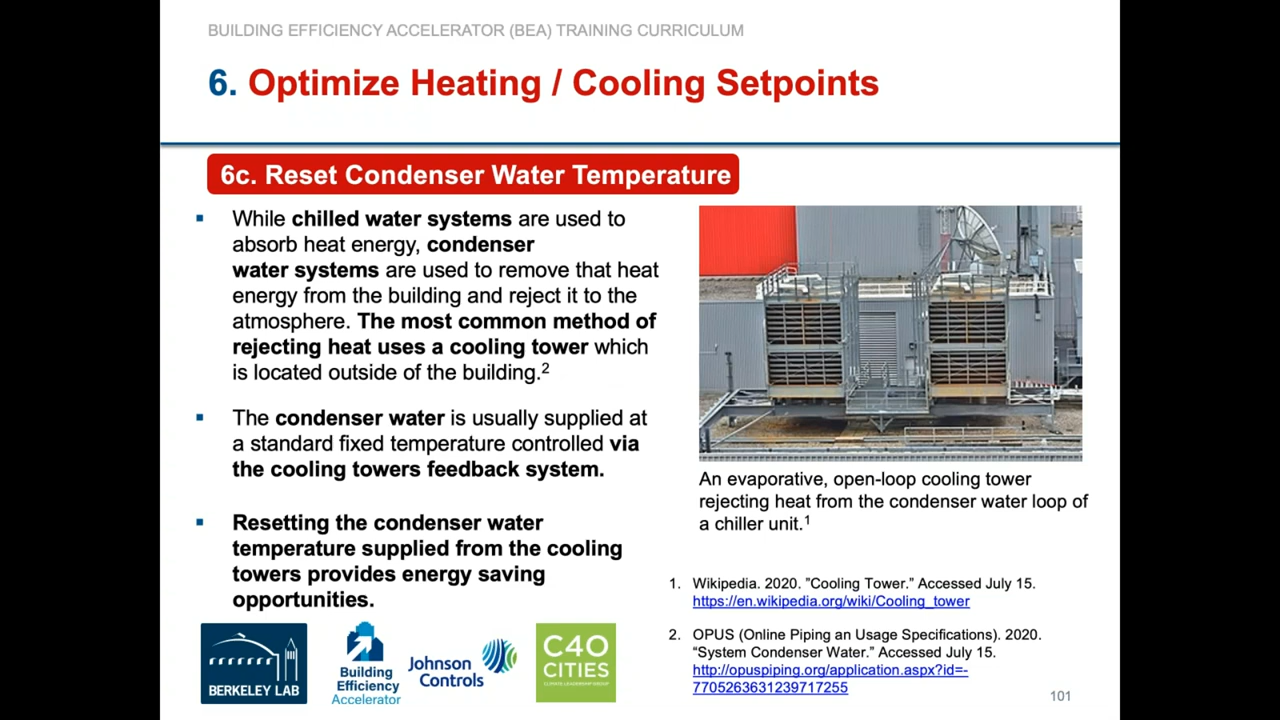 BUILDING EFFICIENCY ACCELERATOR (BEA) TRAINING CURRICULUM
6. Optimize Heating / Cooling Setpoints
6c. Reset Condenser Water Temperature
▪ While chilled water systems are used to
absorb heat energy, condenser
water systems are used to remove that heat
energy from the building and reject it to the
atmosphere. The most common method of
rejecting heat uses a cooling tower which
is located outside of the building.²
▪ The condenser water is usually supplied at
a standard fixed temperature controlled via
the cooling towers feedback system.
▪ Resetting the condenser water
temperature supplied from the cooling
towers provides energy saving
opportunities.
An evaporative, open-loop cooling tower
rejecting heat from the condenser water loop of
a chiller unit.¹
1. Wikipedia. 2020. "Cooling Tower." Accessed July 15.
https://en.wikipedia.org/wiki/Cooling_tower
2. OPUS (Online Piping an Usage Specifications). 2020.
“System Condenser Water.” Accessed July 15.
http://opuspiping.org/application.aspx?id=-
7705263631239717255
BERKELEY LAB
Building
Efficiency
Accelerator
Johnson
Controls
C40
CITIES
CLIMATE LEADERSHIP GROUP
101